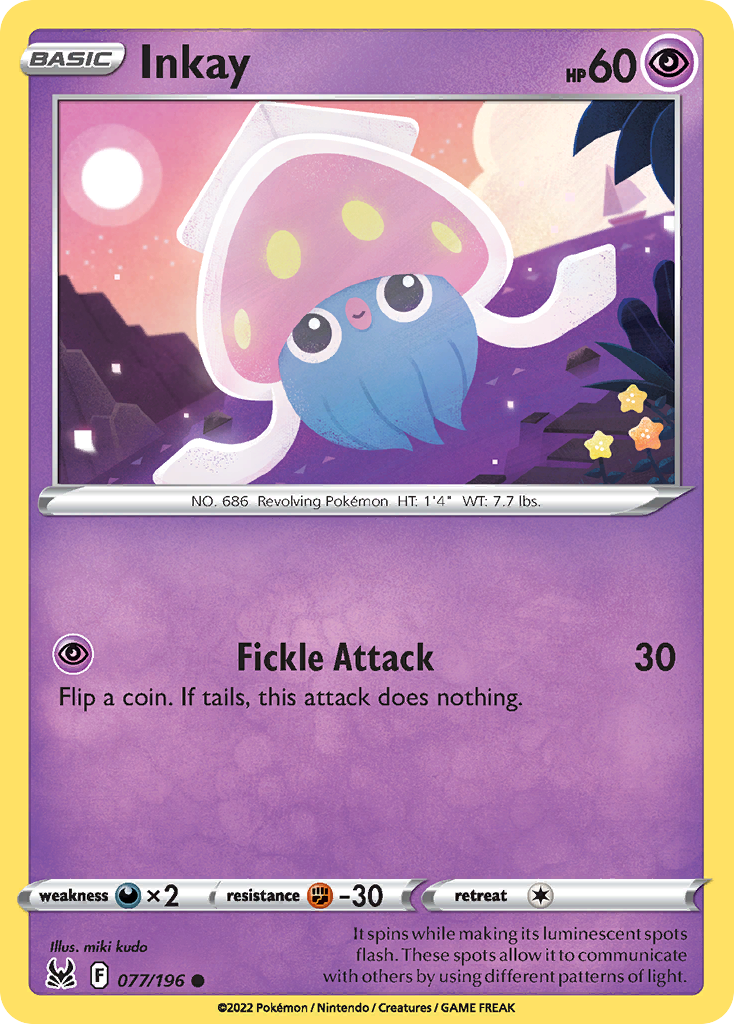 BASIC Inkay HP60
NO. 686 Revolving Pokémon HT: 1'4" WT: 7.7 lbs.
Fickle Attack 30
Flip a coin. If tails, this attack does nothing.
weakness ×2 resistance -30 retreat
Illus. miki kudo
It spins while making its luminescent spots
flash. These spots allow it to communicate
with others by using different patterns of light.
F 077/196
©2022 Pokémon / Nintendo / Creatures / GAME FREAK